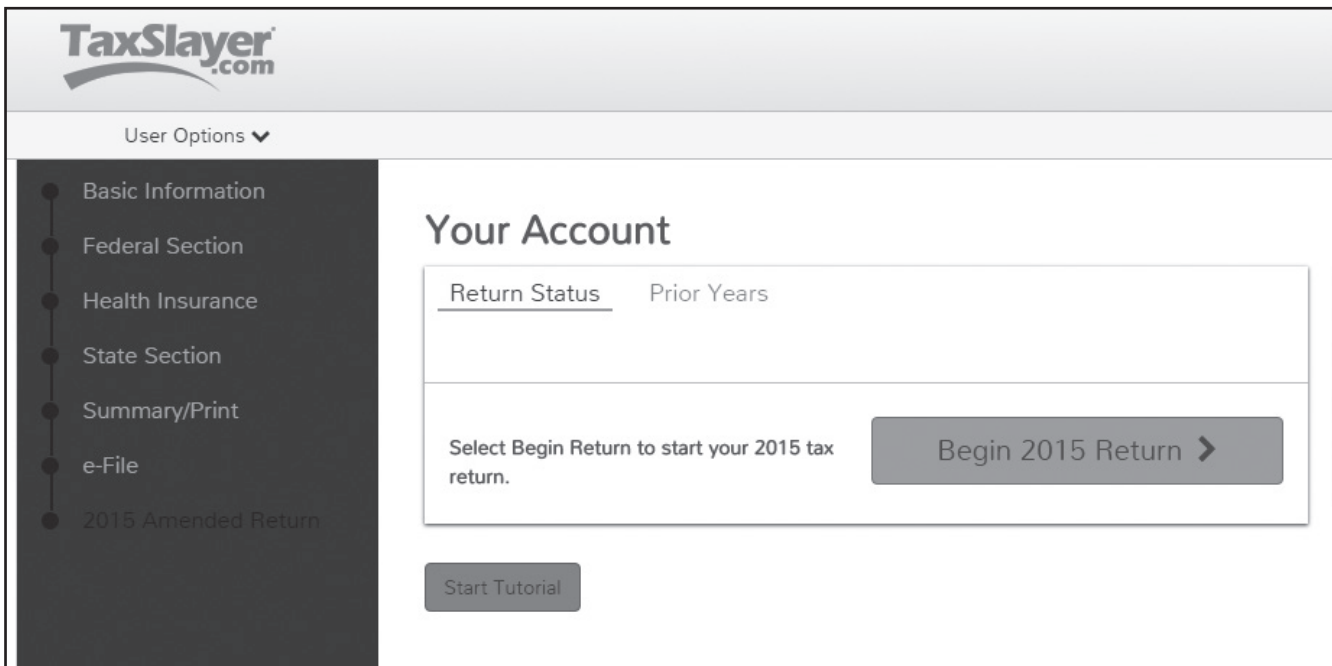 TaxSlayer
.com
User Options
Basic Information
Federal Section
Health Insurance
State Section
Summary/Print
e-File
2015 Amended Return
Your Account
Return Status Prior Years
Select Begin Return to start your 2015 tax
return.
Begin 2015 Return
Start Tutorial